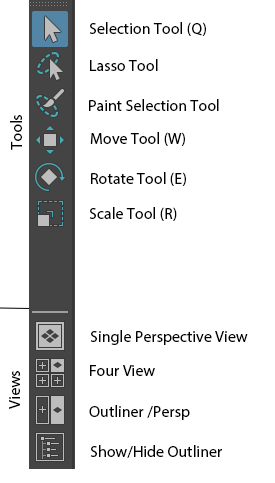 Tools
Selection Tool (Q)
Lasso Tool
Paint Selection Tool
Move Tool (W)
Rotate Tool (E)
Scale Tool (R)
Views
Single Perspective View
Four View
Outliner /Persp
Show/Hide Outliner